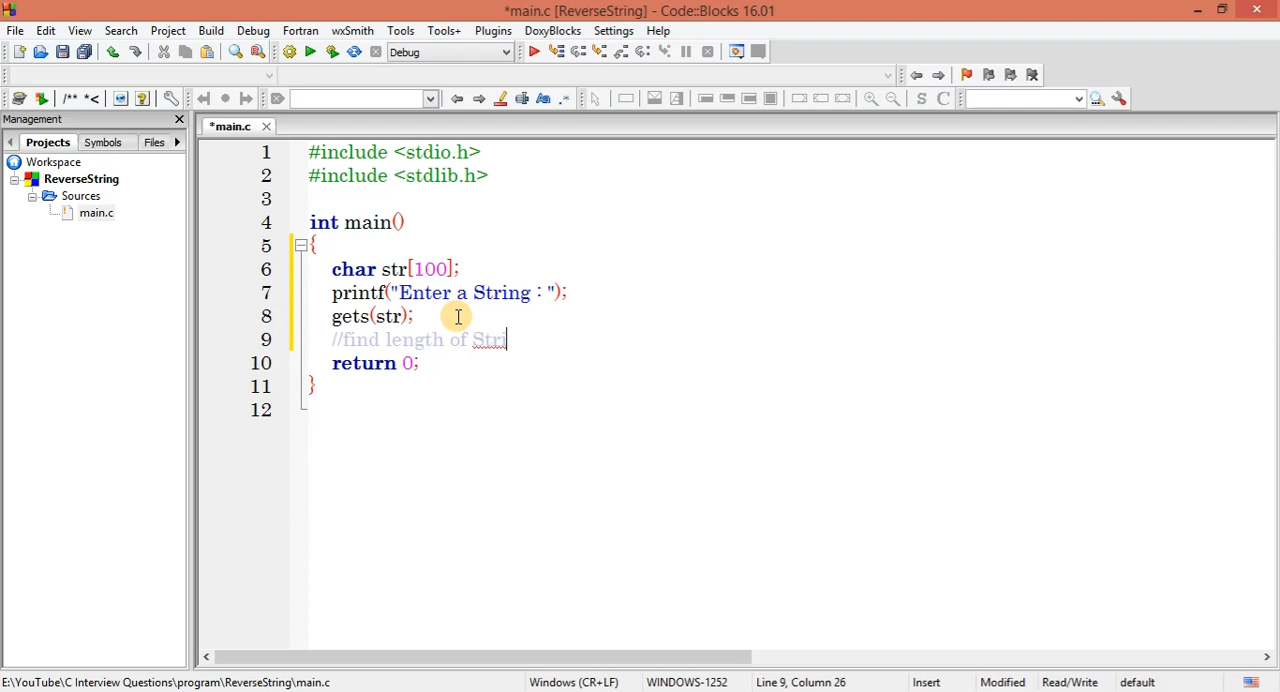 *main.c [ReverseString] - Code::Blocks 16.01
File Edit View Search Project Build Debug Fortran wxSmith Tools Tools+ Plugins DoxyBlocks Settings Help
Debug
/** *<
S C
Management
Projects Symbols Files
*main.c
Workspace
ReverseString
Sources
main.c
1 #include <stdio.h>
2 #include <stdlib.h>
3
4 int main()
5 {
6 char str[100];
7 printf("Enter a String : ");
8 gets(str);
9 //find length of Stri
10 return 0;
11 }
12
E:\YouTube\C Interview Questions\program\ReverseString\main.c Windows (CR+LF) WINDOWS-1252 Line 9, Column 26 Insert Modified Read/Write default